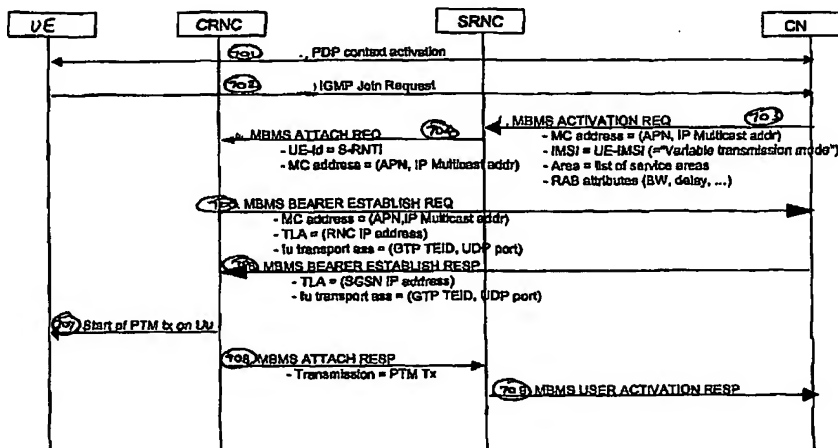 UE CRNC SRNC CN
701 , PDP context activation
702 ) IGMP Join Request
703
MBMS ACTIVATION REQ
- MC address = (APN, IP Multicast addr)
- IMSI = UE-IMSI (="Variable transmission mode")
- Area = list of service areas
- RAB attributes (BW, delay, ...)
704
MBMS ATTACH REQ
- UE-Id = S-RNTI
- MC address = (APN, IP Multicast addr)
MBMS BEARER ESTABLISH REQ
- MC address = (APN,IP Multicast addr)
- TLA = (RNC IP address)
- Iu transport ass = (GTP TEID, UDP port)
MBMS BEARER ESTABLISH RESP
- TLA = (SGSN IP address)
- Iu transport ass = (GTP TEID, UDP port)
707 Start of PTM tx on Uu
708 MBMS ATTACH RESP
- Transmission = PTM Tx
709 MBMS USER ACTIVATION RESP